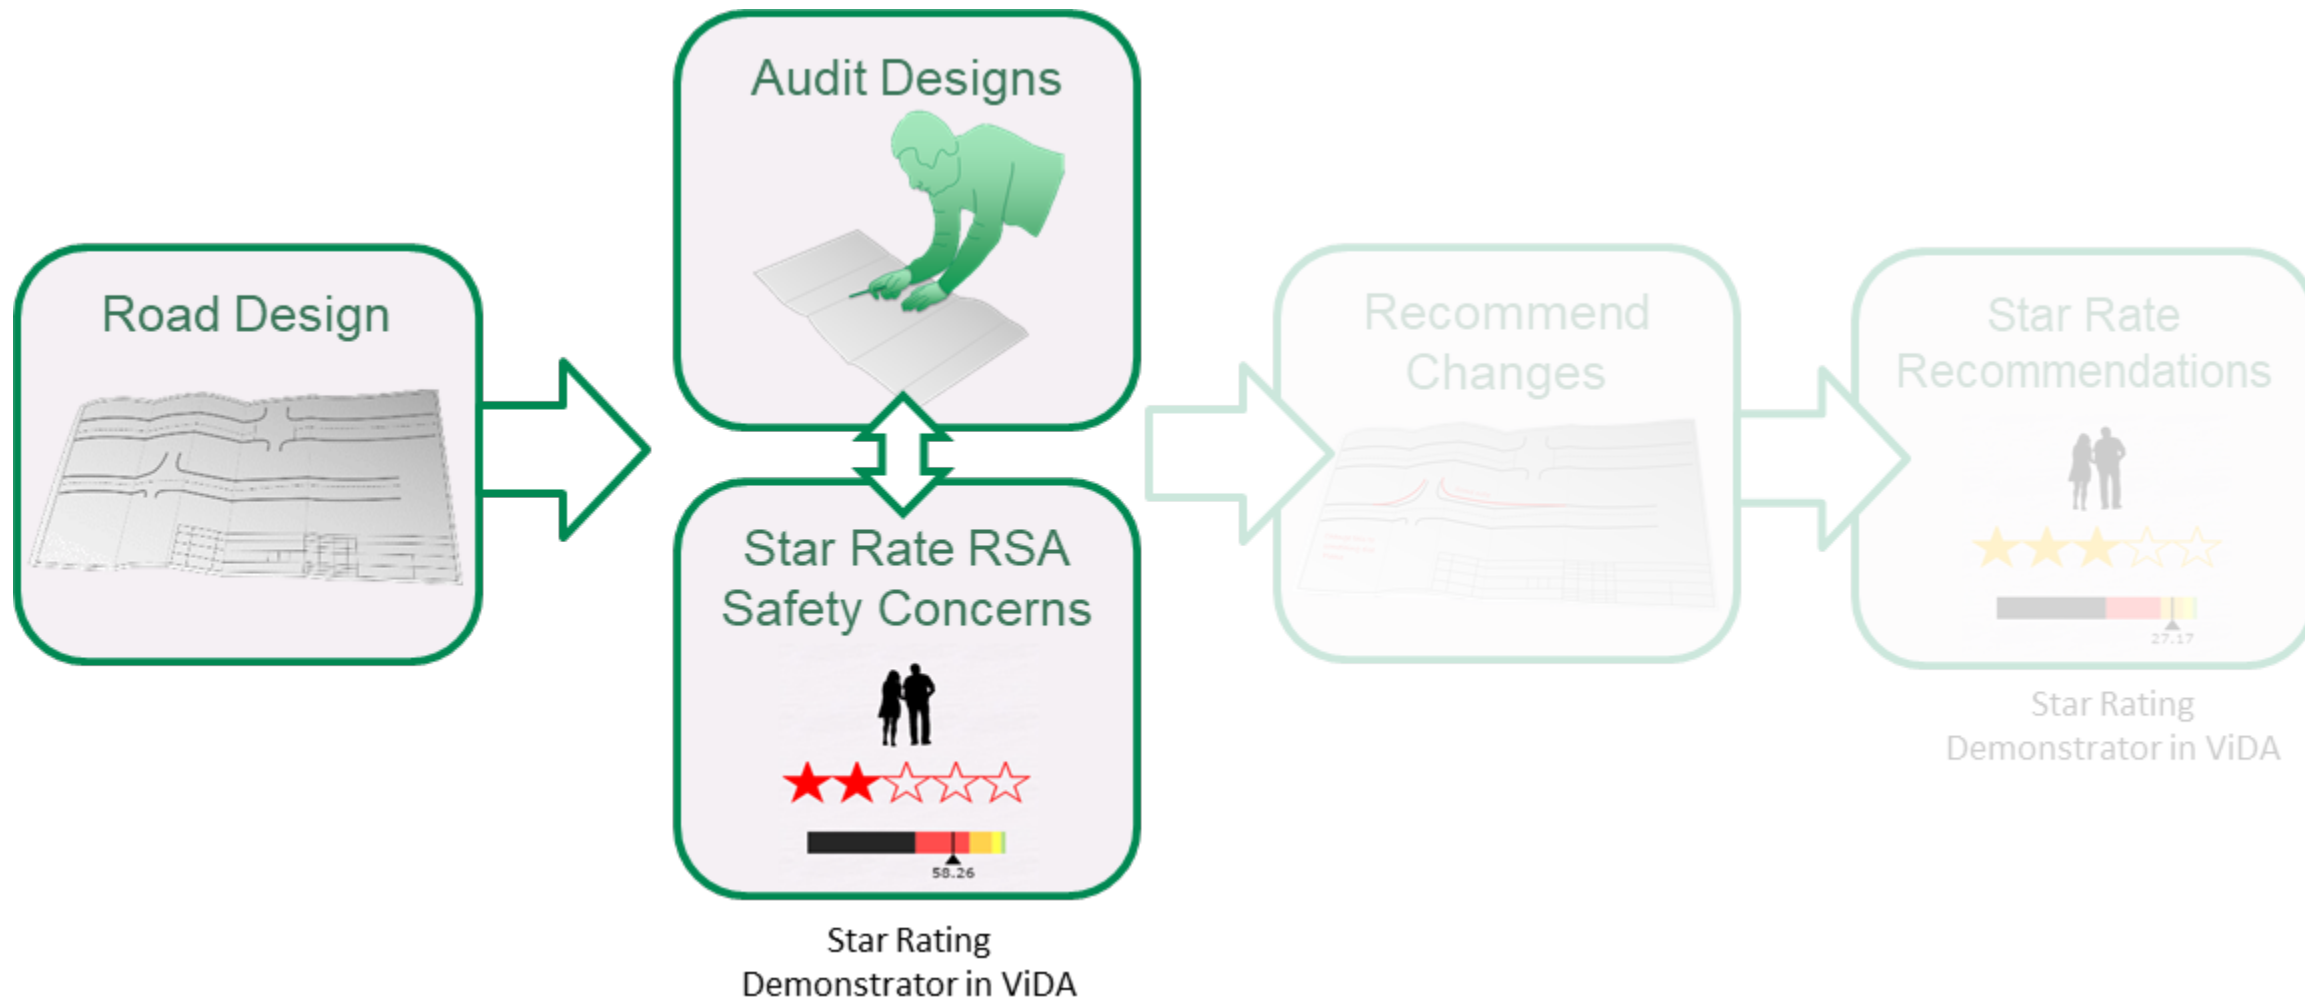 Road Design
Audit Designs
Star Rate RSA
Safety Concerns
58.26
Star Rating
Demonstrator in ViDA
Recommend
Changes
Star Rate
Recommendations
27.17
Star Rating
Demonstrator in ViDA